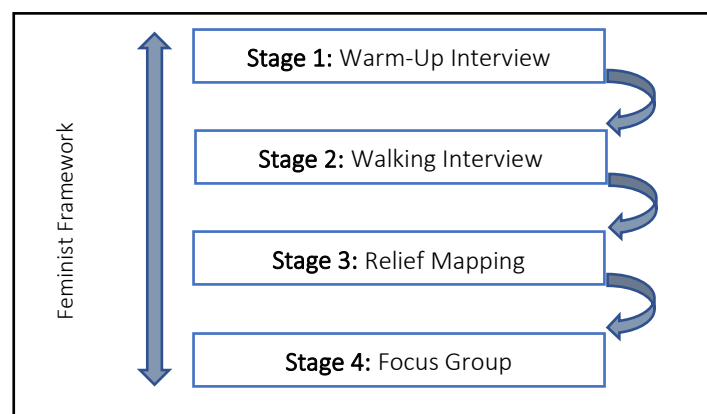 Stage 1: Warm-Up Interview
Stage 2: Walking Interview
Stage 3: Relief Mapping
Stage 4: Focus Group
Feminist Framework